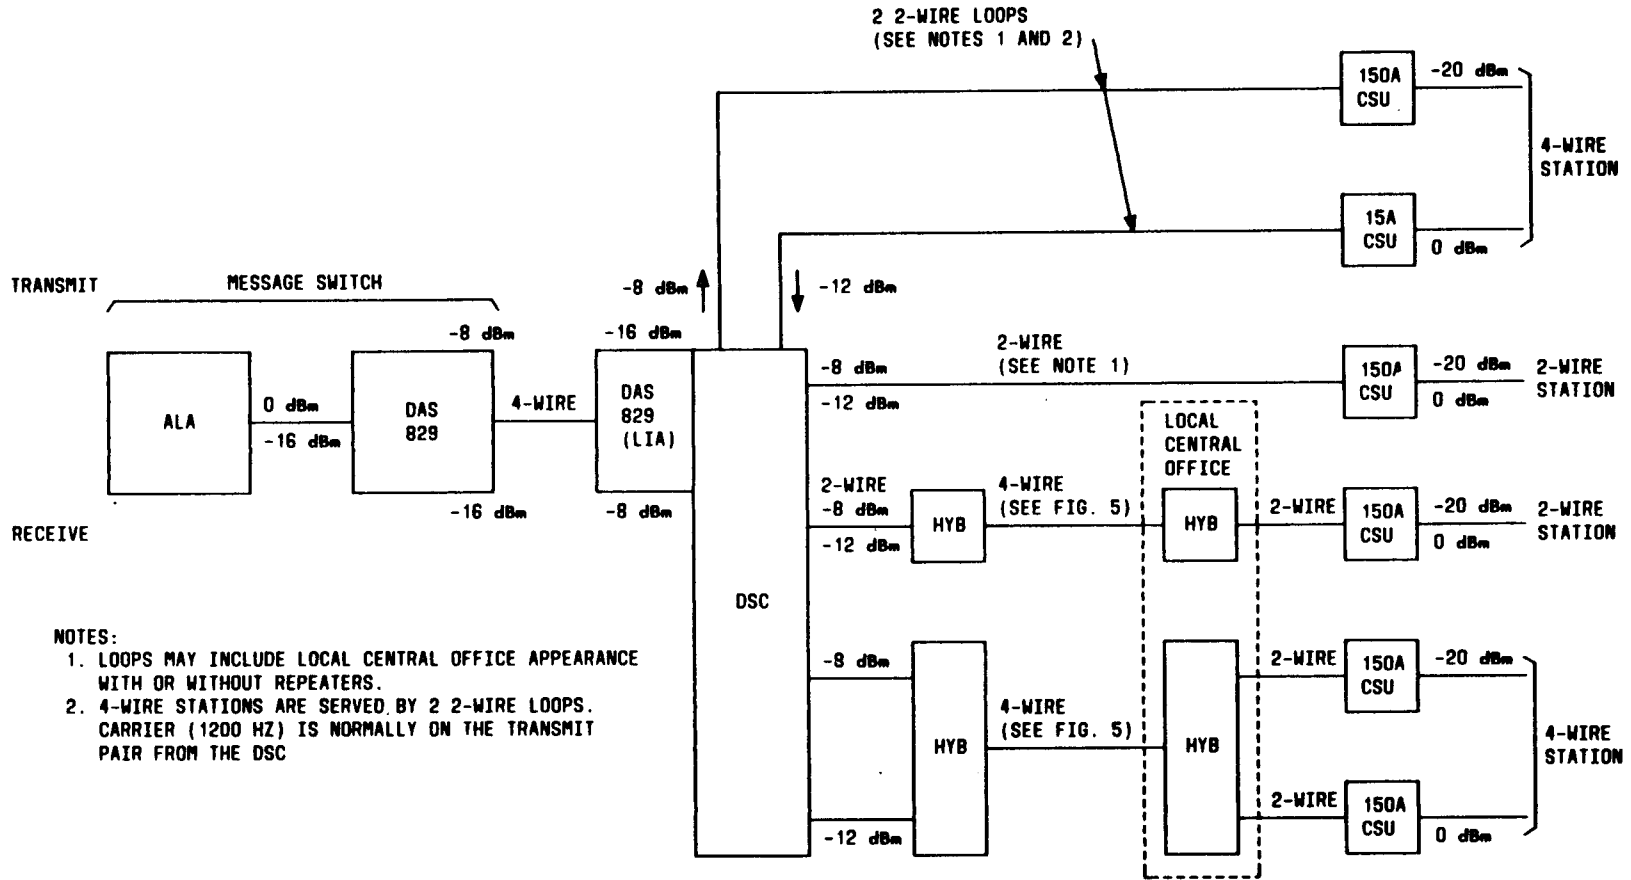 2 2-WIRE LOOPS
(SEE NOTES 1 AND 2)
150A
CSU
-20 dBm
4-WIRE
STATION
15A
CSU
0 dBm
TRANSMIT
MESSAGE SWITCH
-8 dBm
-12 dBm
-8 dBm
-16 dBm
ALA
0 dBm
-16 dBm
DAS
829
4-WIRE
DAS
829
(LIA)
-16 dBm
-8 dBm
RECEIVE
DSC
-8 dBm
-12 dBm
2-WIRE
(SEE NOTE 1)
150A
CSU
-20 dBm
0 dBm
2-WIRE
STATION
LOCAL
CENTRAL
OFFICE
2-WIRE
-8 dBm
-12 dBm
HYB
4-WIRE
(SEE FIG. 5)
HYB
2-WIRE
150A
CSU
-20 dBm
0 dBm
2-WIRE
STATION
-8 dBm
-12 dBm
HYB
4-WIRE
(SEE FIG. 5)
HYB
2-WIRE
150A
CSU
-20 dBm
4-WIRE
STATION
2-WIRE
150A
CSU
0 dBm
NOTES:
1. LOOPS MAY INCLUDE LOCAL CENTRAL OFFICE APPEARANCE
WITH OR WITHOUT REPEATERS.
2. 4-WIRE STATIONS ARE SERVED BY 2 2-WIRE LOOPS.
CARRIER (1200 HZ) IS NORMALLY ON THE TRANSMIT
PAIR FROM THE DSC